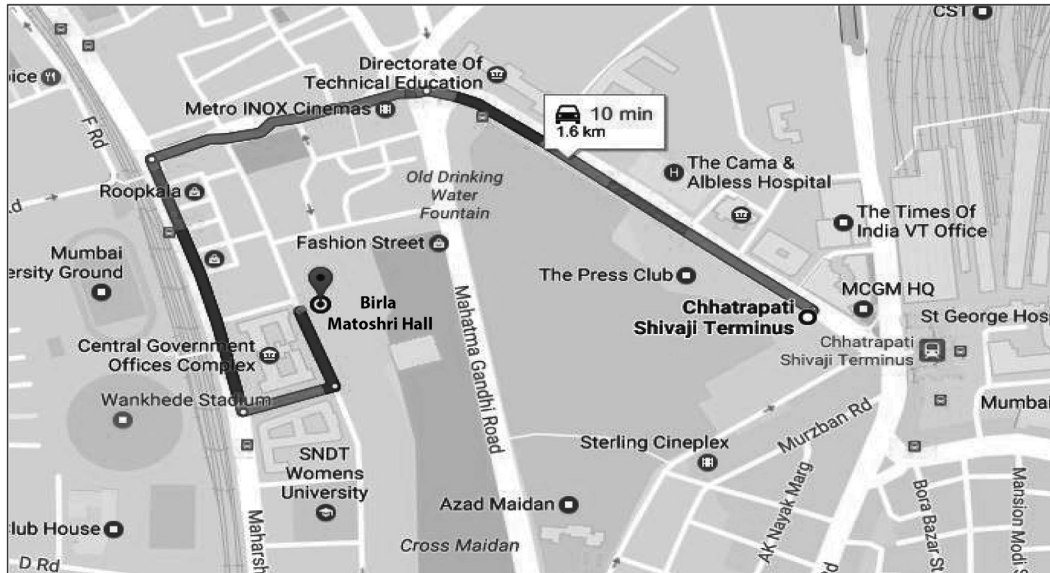 CST
Directorate Of
Technical Education
oice
Metro INOX Cinemas
10 min
1.6 km
F Rd
The Cama &
Albless Hospital
Roopkala
Old Drinking
Water
Fountain
The Times Of
India VT Office
Mumbai
ersity Ground
Fashion Street
The Press Club
Birla
Matoshri Hall
Chhatrapati
Shivaji Terminus
MCGM HQ
St George Hosp
Chhatrapati
Shivaji Terminus
Central Government
Offices Complex
Mahatma Gandhi Road
Wankhede Stadium
Mumbai
Murzban Rd
Sterling Cineplex
SNDT
Womens
University
AK Nayak Marg
Bora Bazar St
Mansion Modi S
Azad Maidan
Club House
Maharsh
Cross Maidan
D Rd